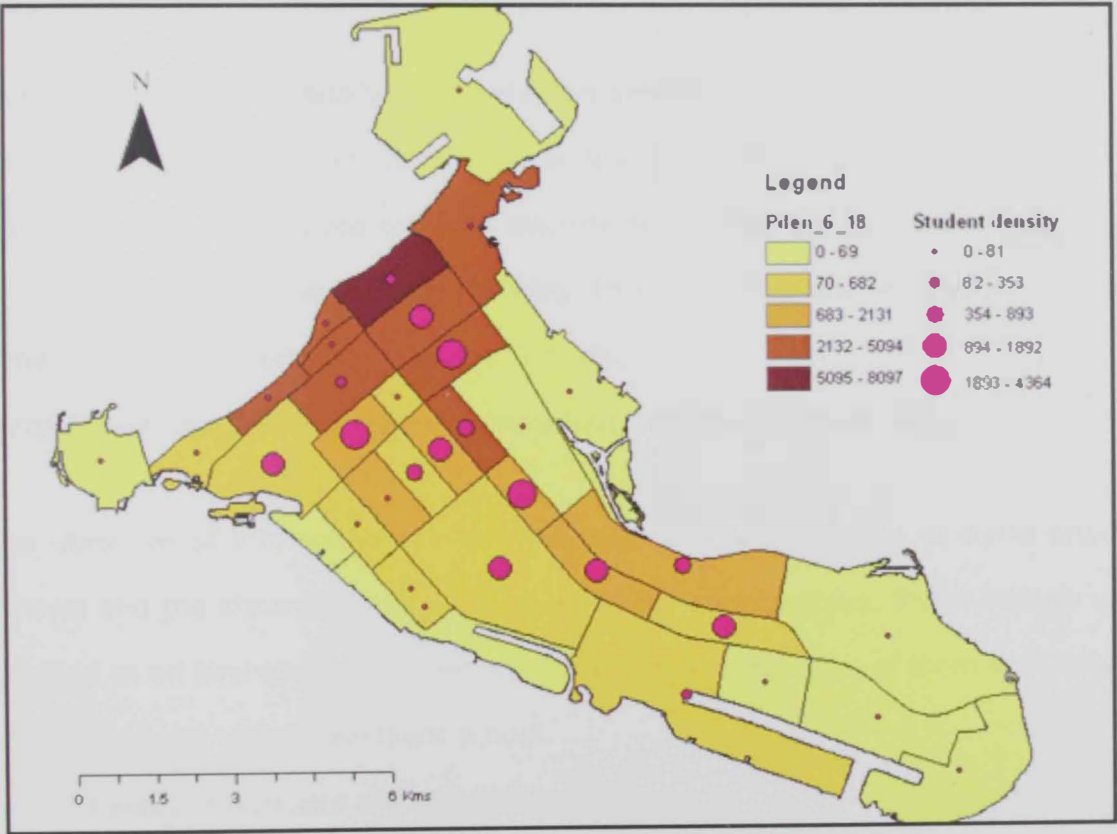 N
Legend
Pden_6_18 Student density
0 - 69 0 - 81
70 - 682 82 - 353
683 - 2131 354 - 893
2132 - 5094 894 - 1892
5095 - 8097 1893 - 4364
0 1.5 3 6 Kms